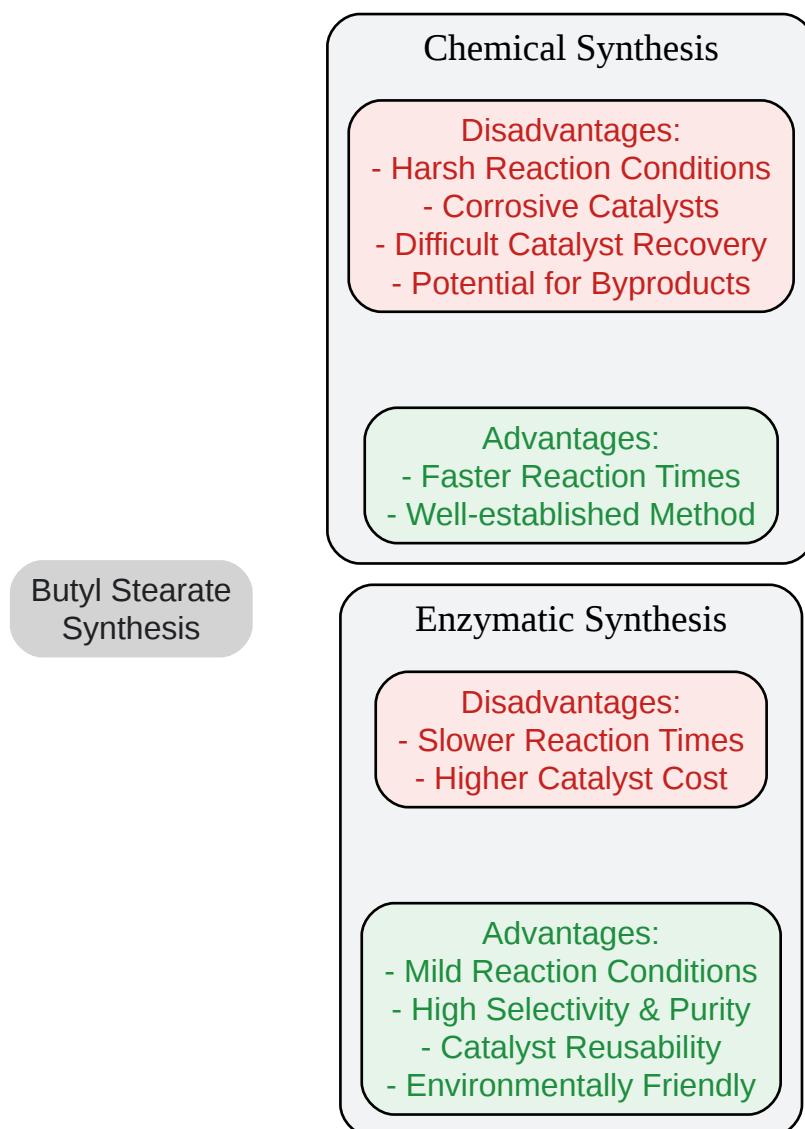 Chemical Synthesis
Disadvantages:
- Harsh Reaction Conditions
- Corrosive Catalysts
- Difficult Catalyst Recovery
- Potential for Byproducts
Advantages:
- Faster Reaction Times
- Well-established Method
Butyl Stearate
Synthesis
Enzymatic Synthesis
Disadvantages:
- Slower Reaction Times
- Higher Catalyst Cost
Advantages:
- Mild Reaction Conditions
- High Selectivity & Purity
- Catalyst Reusability
- Environmentally Friendly